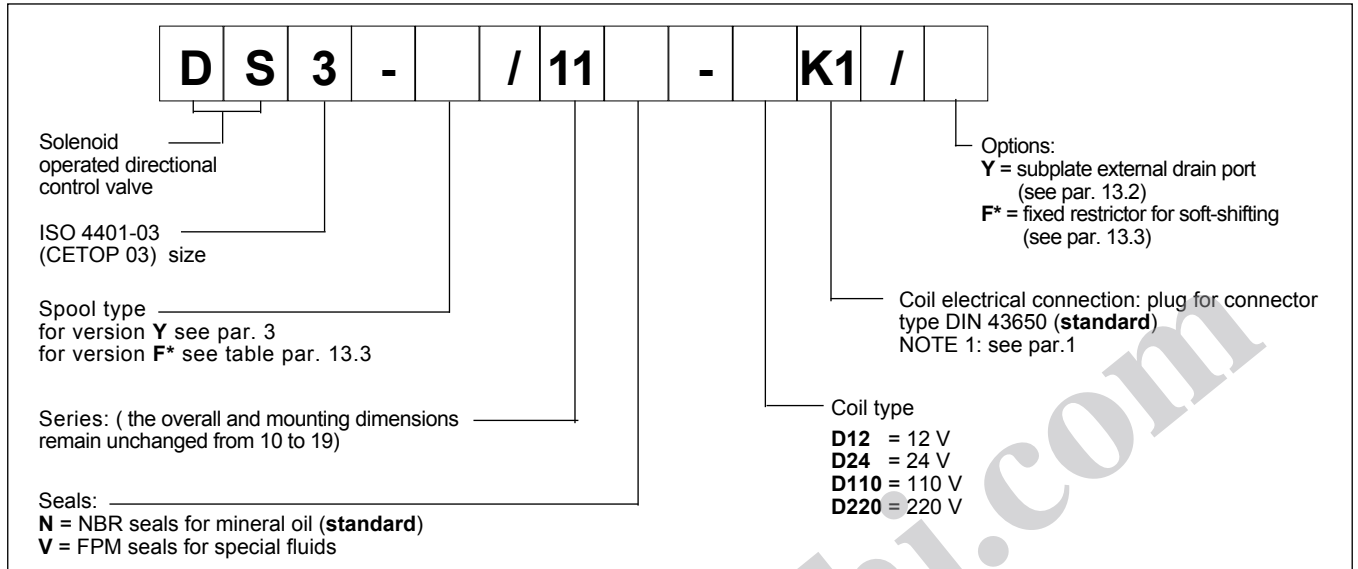 D S 3 - / 11 - K1 /
Solenoid
operated directional
control valve
ISO 4401-03
(CETOP 03) size
Spool type
for version Y see par. 3
for version F* see table par. 13.3
Series: ( the overall and mounting dimensions
remain unchanged from 10 to 19)
Seals:
N = NBR seals for mineral oil (standard)
V = FPM seals for special fluids
Options:
Y = subplate external drain port
(see par. 13.2)
F* = fixed restrictor for soft-shifting
(see par. 13.3)
Coil electrical connection: plug for connector
type DIN 43650 (standard)
NOTE 1: see par.1
Coil type
D12 = 12 V
D24 = 24 V
D110 = 110 V
D220 = 220 V